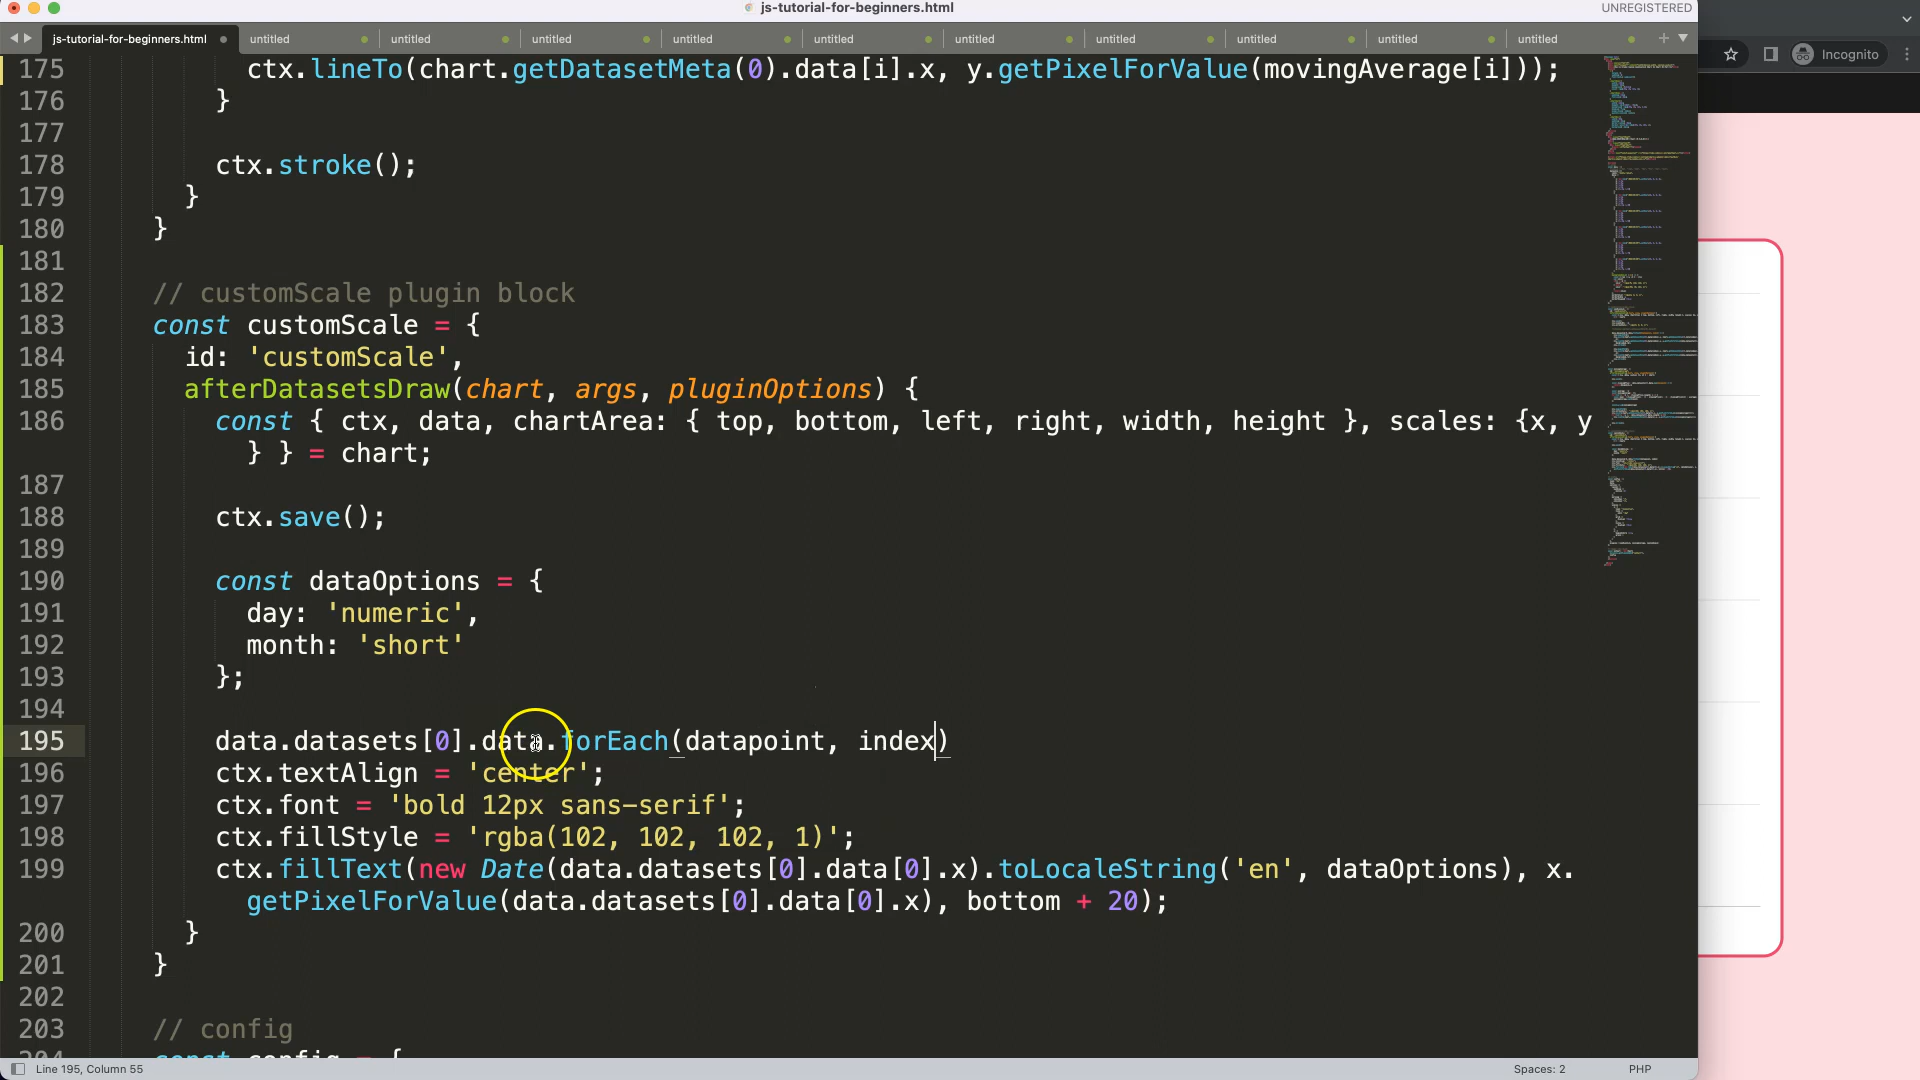 js-tutorial-for-beginners.html
UNREGISTERED
js-tutorial-for-beginners.html untitled untitled untitled untitled untitled untitled untitled untitled untitled untitled
Incognito
175 ctx.lineTo(chart.getDatasetMeta(0).data[i].x, y.getPixelForValue(movingAverage[i]));
176 }
177
178 ctx.stroke();
179 }
180 }
181
182 // customScale plugin block
183 const customScale = {
184 id: 'customScale',
185 afterDatasetsDraw(chart, args, pluginOptions) {
186 const { ctx, data, chartArea: { top, bottom, left, right, width, height }, scales: {x, y
} } = chart;
187
188 ctx.save();
189
190 const dataOptions = {
191 day: 'numeric',
192 month: 'short'
193 };
194
195 data.datasets[0].data.forEach(datapoint, index)
196 ctx.textAlign = 'center';
197 ctx.font = 'bold 12px sans-serif';
198 ctx.fillStyle = 'rgba(102, 102, 102, 1)';
199 ctx.fillText(new Date(data.datasets[0].data[0].x).toLocaleString('en', dataOptions), x.
getPixelForValue(data.datasets[0].data[0].x), bottom + 20);
200 }
201 }
202
203 // config
204 const config = {
Line 195, Column 55
Spaces: 2
PHP